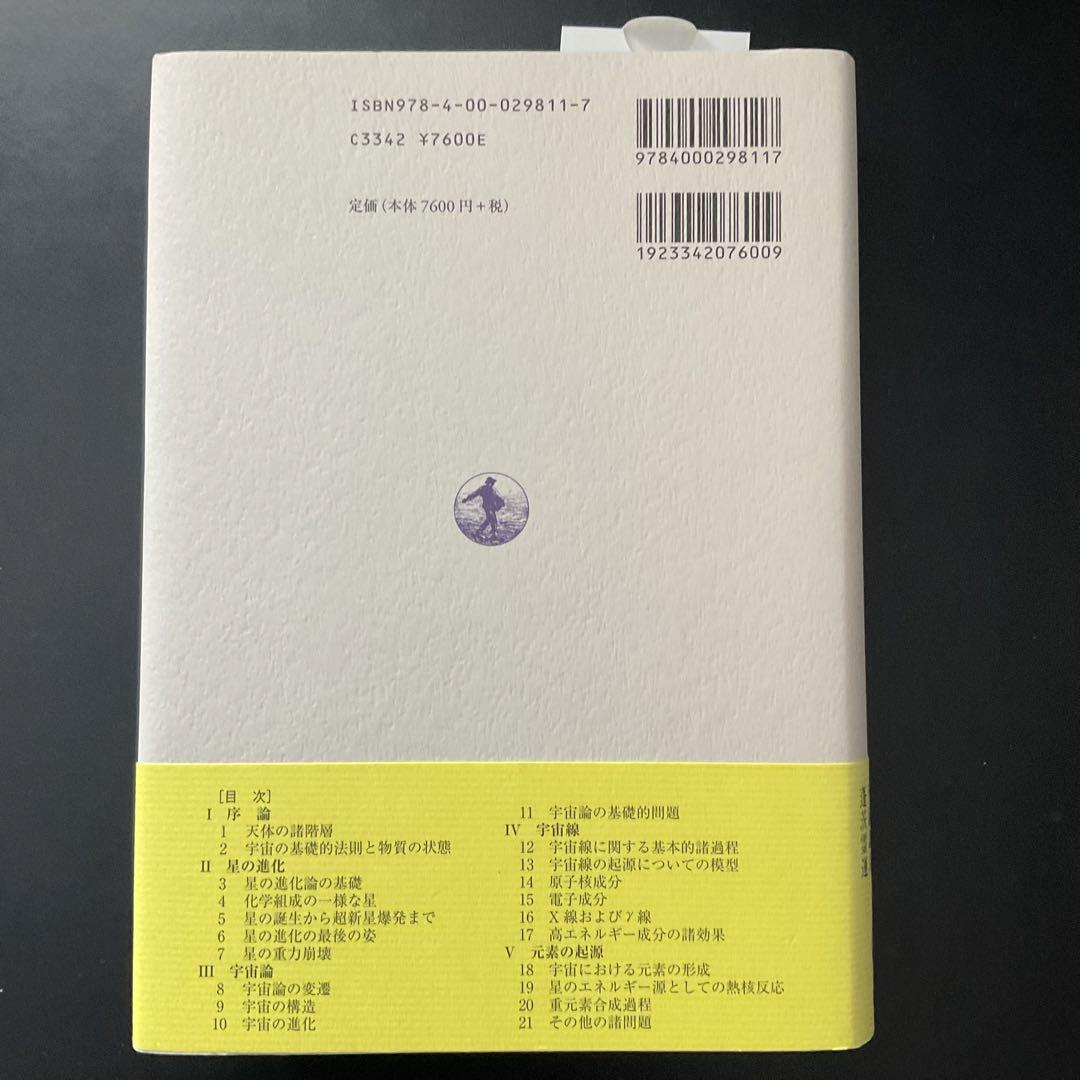 ISBN978-4-00-029811-7
C3342 ¥7600E
定価(本体7600円+税)
9784000298117
1923342076009
[目 次]
I 序 論
1 天体の諸階層
2 宇宙の基礎的法則と物質の状態
II 星の進化
3 星の進化論の基礎
4 化学組成の一様な星
5 星の誕生から超新星爆発まで
6 星の進化の最後の姿
7 星の重力崩壊
III 宇宙論
8 宇宙論の変遷
9 宇宙の構造
10 宇宙の進化
11 宇宙論の基礎的問題
IV 宇宙線
12 宇宙線に関する基本的諸過程
13 宇宙線の起源についての模型
14 原子核成分
15 電子成分
16 X線およびγ線
17 高エネルギー成分の諸効果
V 元素の起源
18 宇宙における元素の形成
19 星のエネルギー源としての熱核反応
20 重元素合成過程
21 その他の諸問題